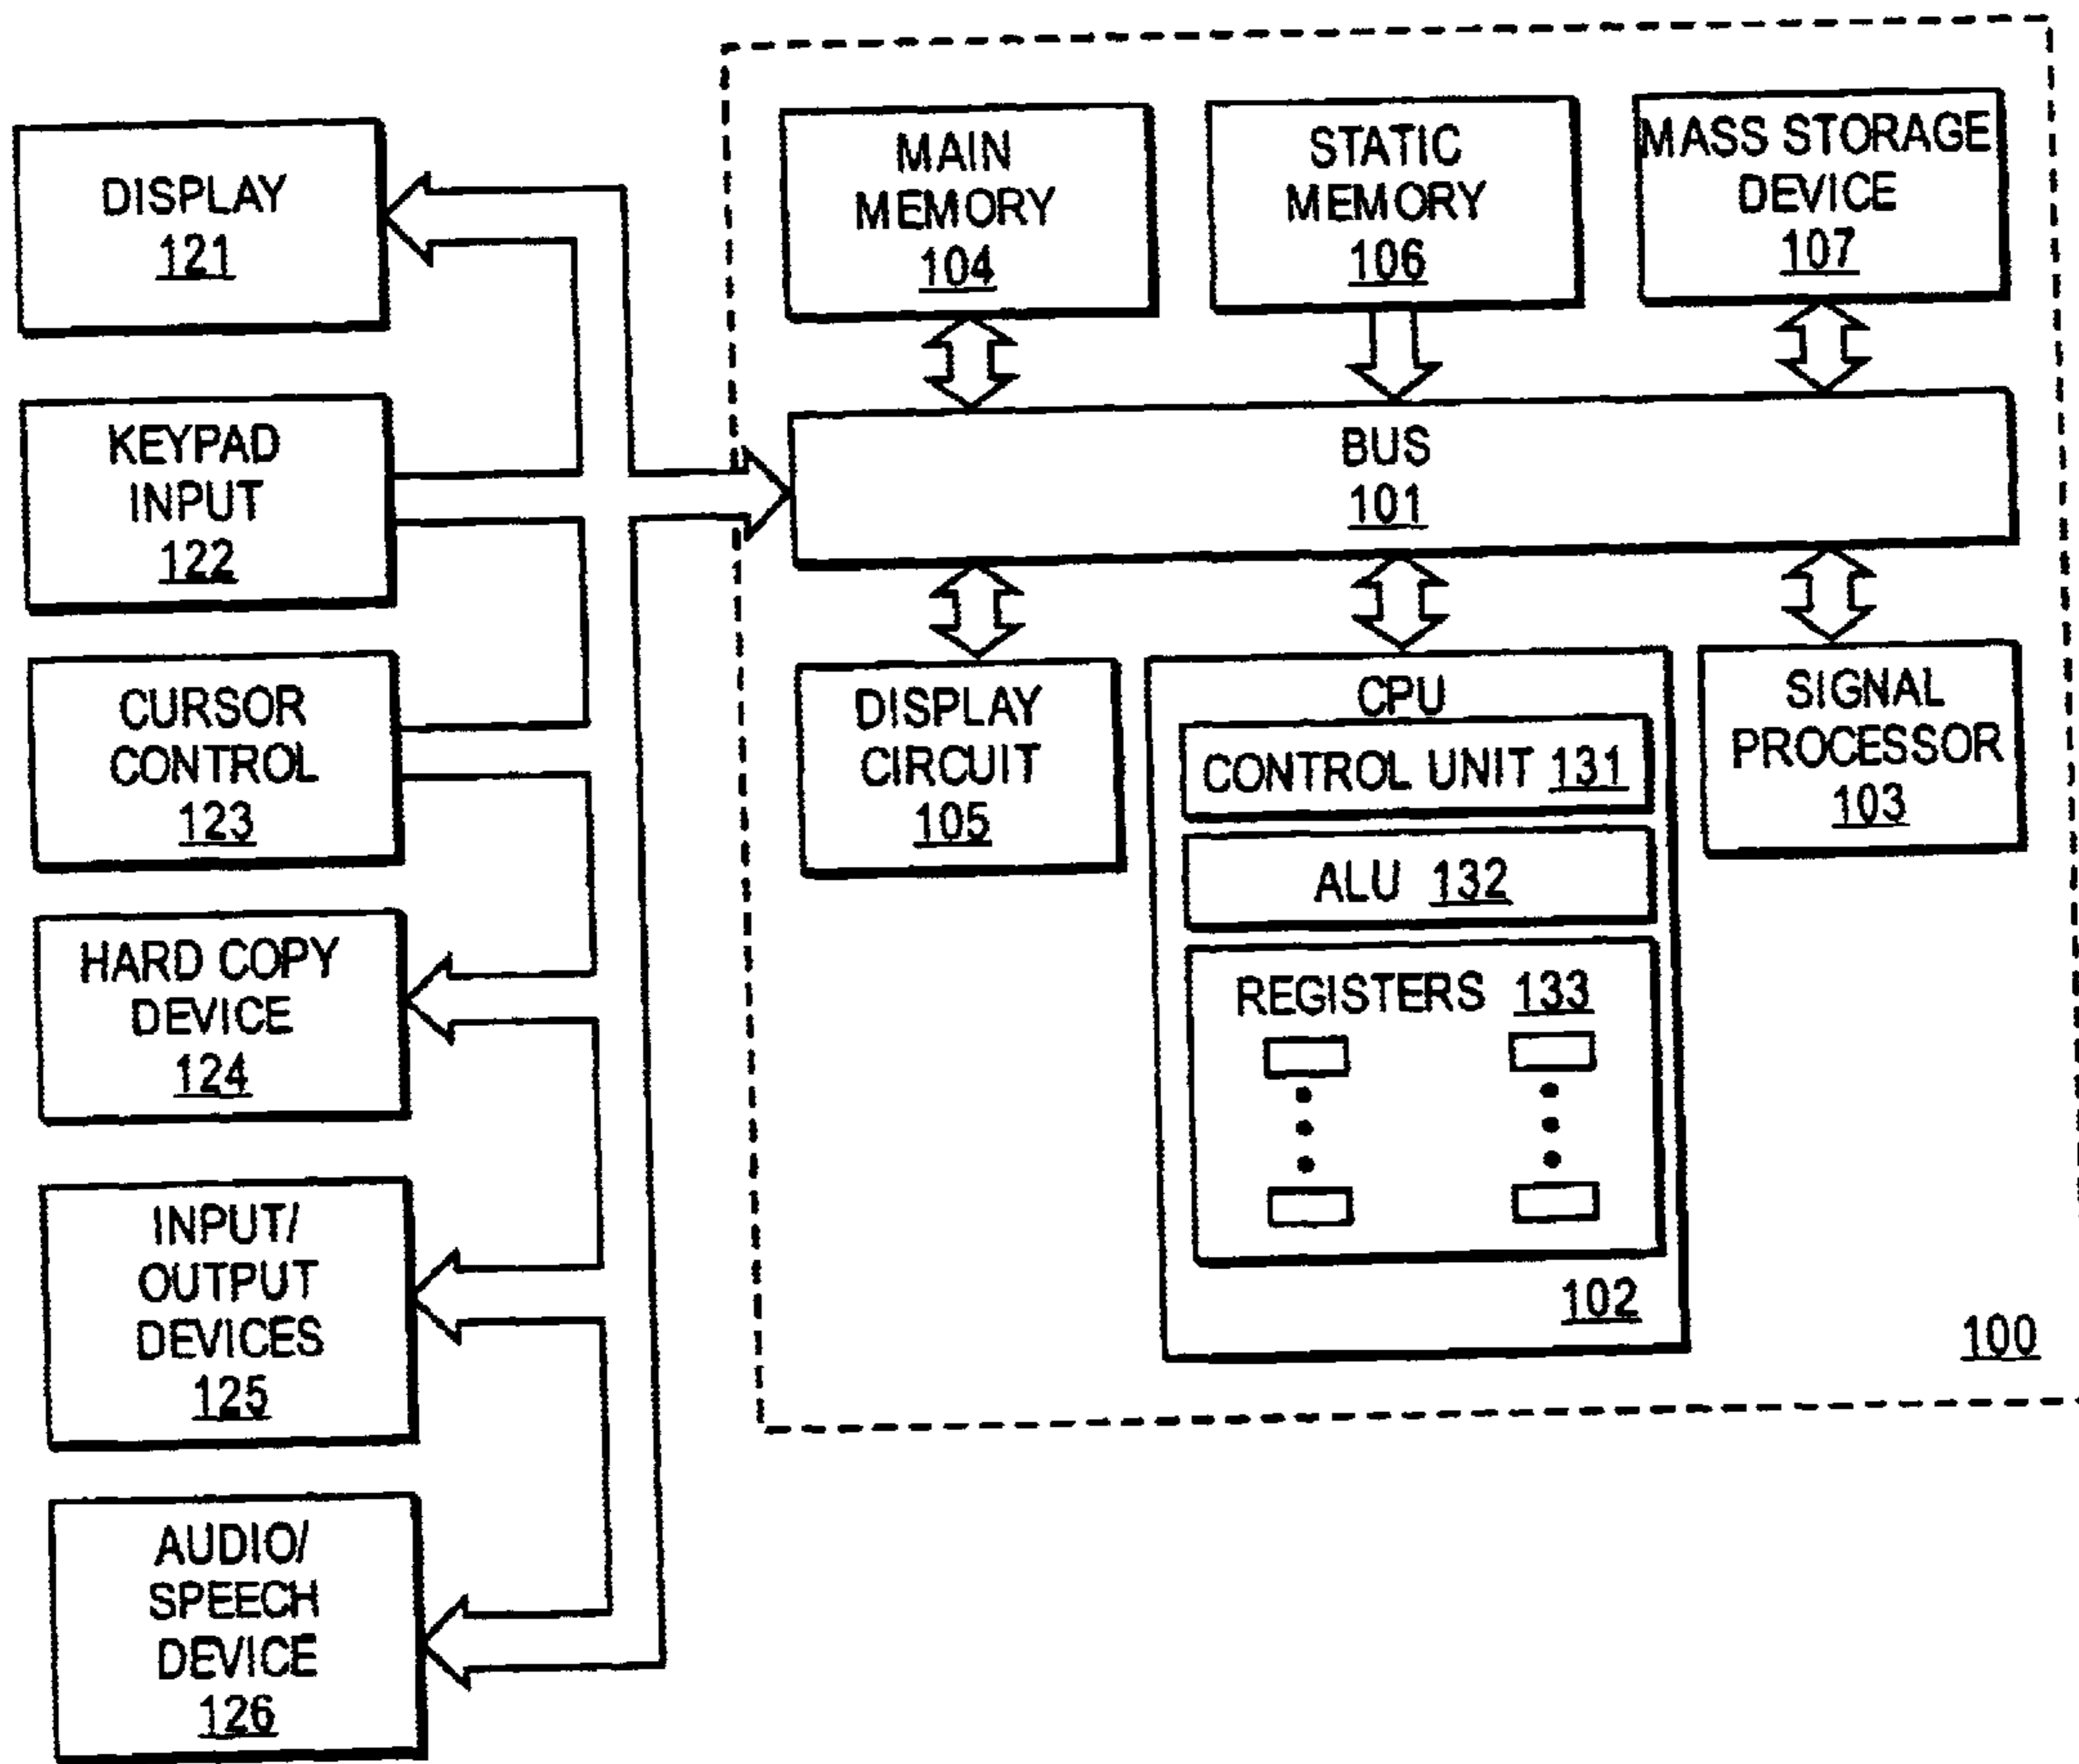 DISPLAY
121
KEYPAD
INPUT
122
CURSOR
CONTROL
123
HARD COPY
DEVICE
124
INPUT/
OUTPUT
DEVICES
125
AUDIO/
SPEECH
DEVICE
126
MAIN
MEMORY
104
STATIC
MEMORY
106
MASS STORAGE
DEVICE
107
BUS
101
DISPLAY
CIRCUIT
105
CPU
CONTROL UNIT 131
ALU 132
REGISTERS 133
102
SIGNAL
PROCESSOR
103
100